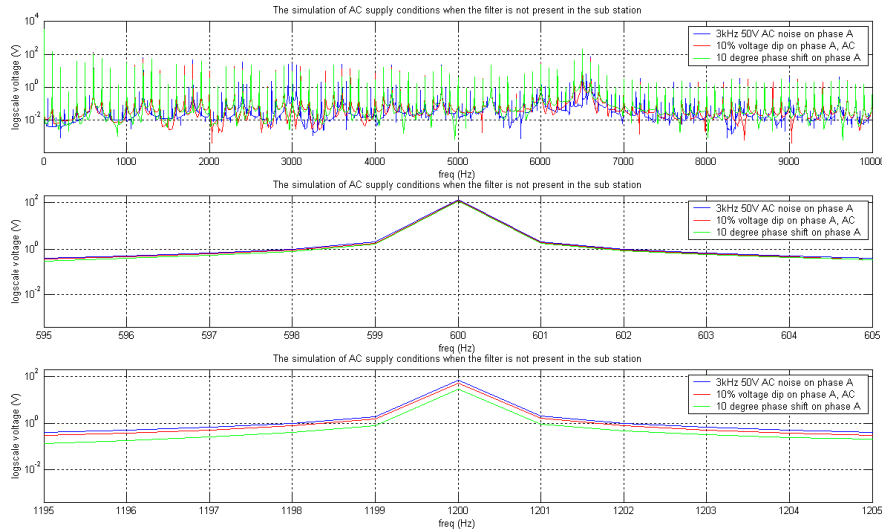 The simulation of AC supply conditions when the filter is not present in the sub station
logscale voltage (V)
10^4
10^2
10^0
10^-2
3kHz 50V AC noise on phase A
10% voltage dip on phase A, AC
10 degree phase shift on phase A
0 1000 2000 3000 4000 5000 6000 7000 8000 9000 10000
freq (Hz)
The simulation of AC supply conditions when the filter is not present in the sub station
logscale voltage (V)
10^2
10^0
10^-2
3kHz 50V AC noise on phase A
10% voltage dip on phase A, AC
10 degree phase shift on phase A
595 596 597 598 599 600 601 602 603 604 605
freq (Hz)
The simulation of AC supply conditions when the filter is not present in the sub station
logscale voltage (V)
10^2
10^0
10^-2
3kHz 50V AC noise on phase A
10% voltage dip on phase A, AC
10 degree phase shift on phase A
1195 1196 1197 1198 1199 1200 1201 1202 1203 1204 1205
freq (Hz)